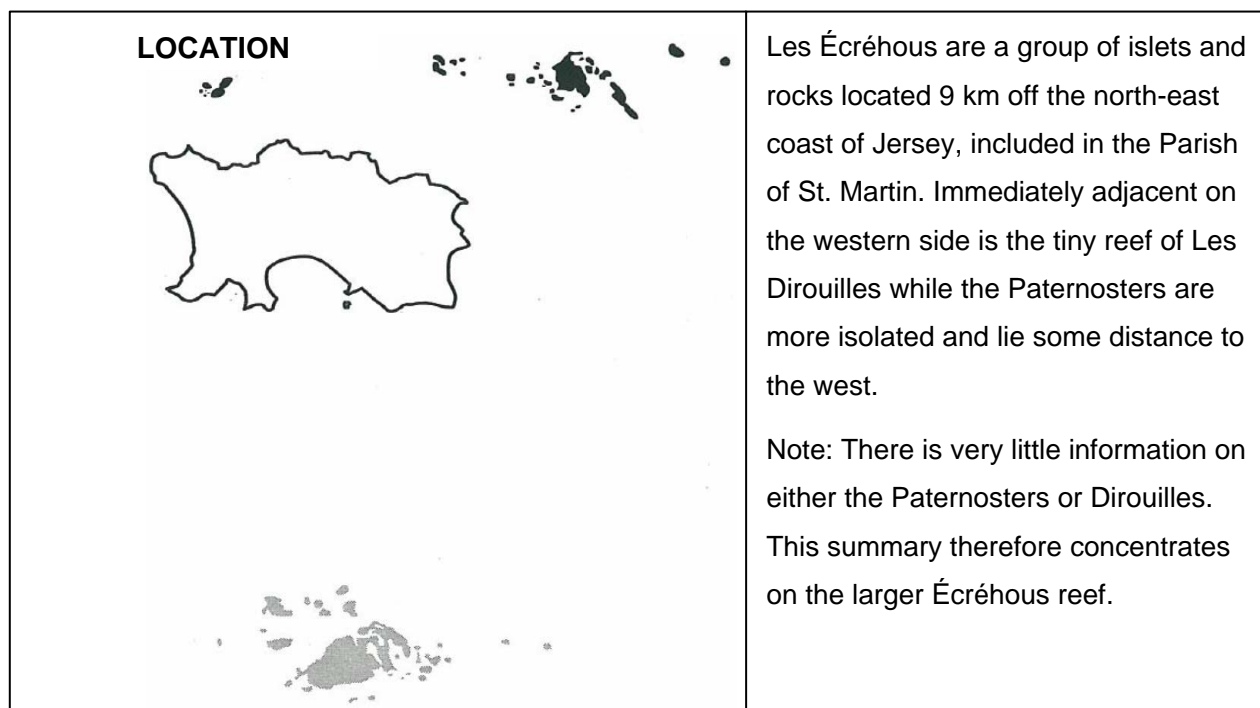 LOCATION
Les Écréhous are a group of islets and
rocks located 9 km off the north-east
coast of Jersey, included in the Parish
of St. Martin. Immediately adjacent on
the western side is the tiny reef of Les
Dirouilles while the Paternosters are
more isolated and lie some distance to
the west.
Note: There is very little information on
either the Paternosters or Dirouilles.
This summary therefore concentrates
on the larger Écréhous reef.